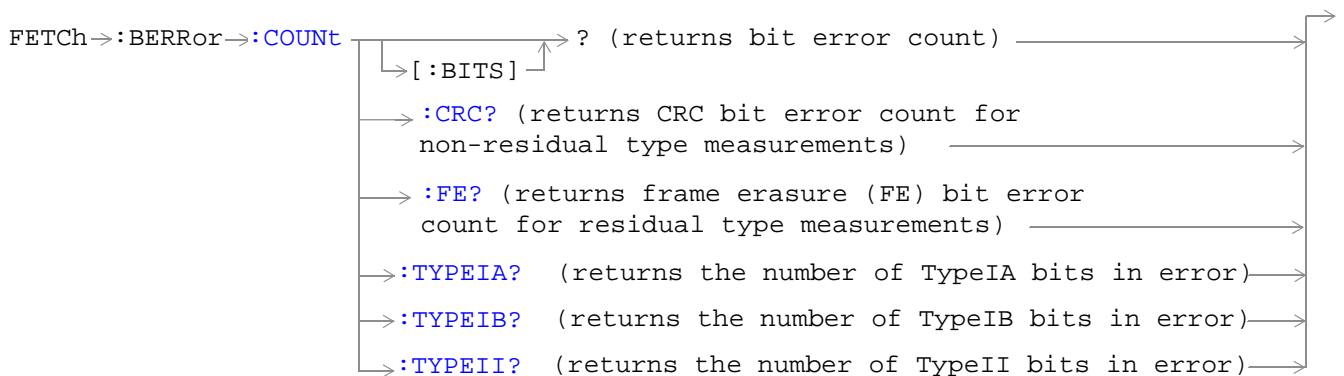 FETCh:BERRor:COUNt ? (returns bit error count)
[:BITS]
:CRC? (returns CRC bit error count for
non-residual type measurements)
:FE? (returns frame erasure (FE) bit error
count for residual type measurements)
:TYPEIA? (returns the number of TypeIA bits in error)
:TYPEIB? (returns the number of TypeIB bits in error)
:TYPEII? (returns the number of TypeII bits in error)